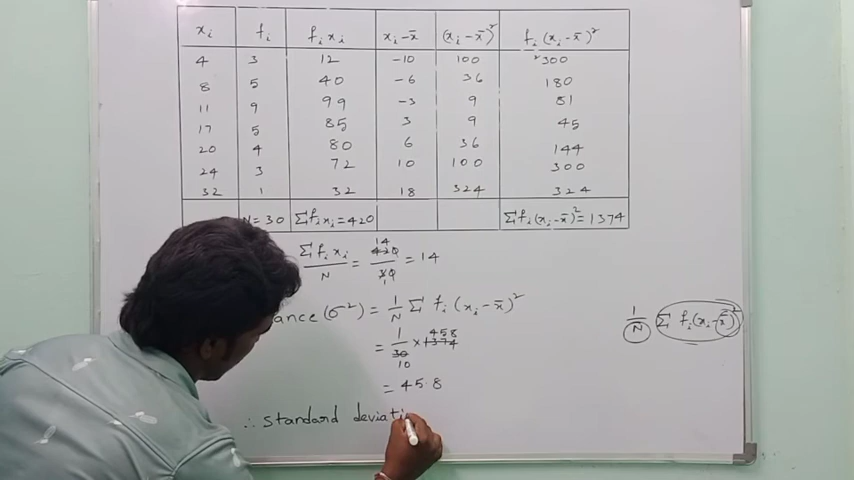 xᵢ fᵢ fᵢxᵢ xᵢ-x̄ (xᵢ-x̄)² fᵢ(xᵢ-x̄)²
4 3 12 -10 100 300
8 5 40 -6 36 180
11 9 99 -3 9 81
17 5 85 3 9 45
20 4 80 6 36 144
24 3 72 10 100 300
32 1 32 18 324 324
N=30 Σfᵢxᵢ=420 Σfᵢ(xᵢ-x̄)²=1374
Σfᵢxᵢ/N = 420/30 = 14
(σ²) = 1/N Σ fᵢ(xᵢ-x̄)²
1/N Σ fᵢ(xᵢ-x̄)²
= 1/30 × 1374
458
10
= 45.8
∴ standard